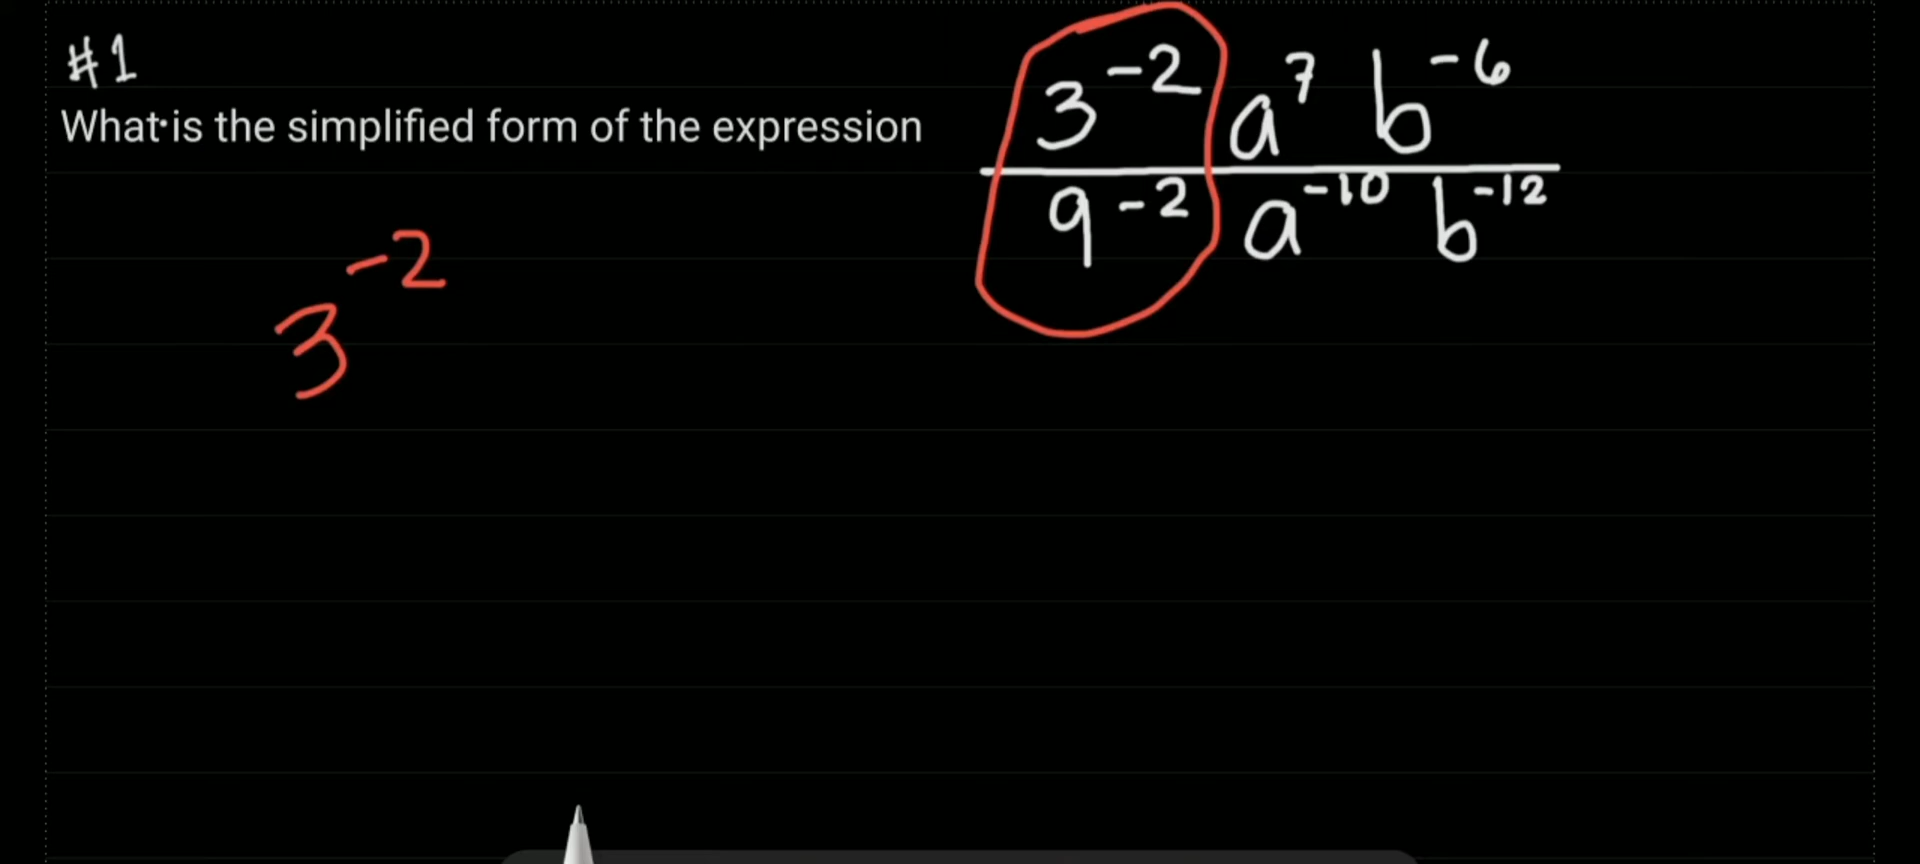 #1
What is the simplified form of the expression
3^-2 a^7 b^-6
9^-2 a^-10 b^-12
3^-2